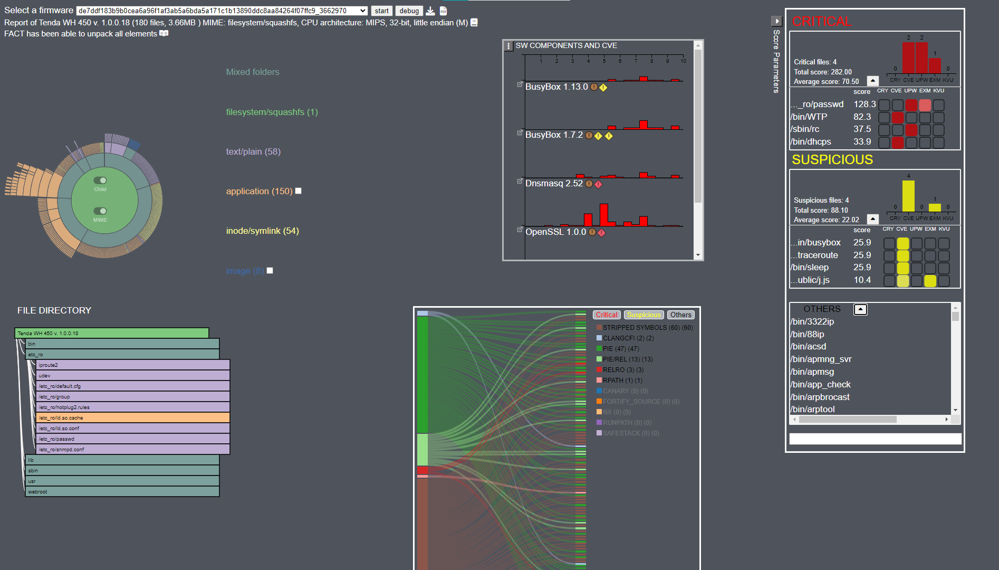 Select a firmware de7ddf183b9b0cea6a96f1af3ab5a6bda5a171c1b13890ddc8aa84264f07ffc9_3662970 start debug PDF
Report of Tenda WH 450 v. 1.0.0.18 (180 files, 3.66MB ) MIME: filesystem/squashfs, CPU architecture: MIPS, 32-bit, little endian (M)
FACT has been able to unpack all elements
Child
MIME
Mixed folders
filesystem/squashfs (1)
text/plain (58)
application (150)
inode/symlink (54)
image (8)
SW COMPONENTS AND CVE
1 2 3 4 5 6 7 8 9 10
BusyBox 1.13.0
BusyBox 1.7.2
Dnsmasq 2.52
OpenSSL 1.0.0
Score Parameters
CRITICAL
2 2
1
0 0
Critical files: 4
Total score: 282.00
Average score: 70.50
CRY CVE UPW EXM KVU
score CRY CVE UPW EXM KVU
..._ro/passwd 128.3
/bin/WTP 82.3
/sbin/rc 37.5
/bin/dhcps 33.9
SUSPICIOUS
4
1
0 0 0
Suspicious files: 4
Total score: 88.10
Average score: 22.02
CRY CVE UPW EXM KVU
score CRY CVE UPW EXM KVU
...in/busybox 25.9
...traceroute 25.9
/bin/sleep 25.9
...ublic/j.js 10.4
OTHERS
/bin/3322ip
/bin/88ip
/bin/acsd
/bin/apmng_svr
/bin/apmsg
/bin/app_check
/bin/arpbrocast
/bin/arptool
FILE DIRECTORY
Tenda WH 450 v. 1.0.0.18
bin
etc_ro
iproute2
udev
/etc_ro/default.cfg
/etc_ro/group
/etc_ro/hotplug2.rules
/etc_ro/ld.so.cache
/etc_ro/ld.so.conf
/etc_ro/passwd
/etc_ro/snmpd.conf
lib
sbin
usr
webroot
Critical Suspicious Others
STRIPPED SYMBOLS (60) (60)
CLANGCFI (2) (2)
PIE (47) (47)
PIE/REL (13) (13)
RELRO (3) (3)
RPATH (1) (1)
CANARY (0) (0)
FORTIFY_SOURCE (0) (0)
NX (0) (0)
RUNPATH (0) (0)
SAFESTACK (0) (0)